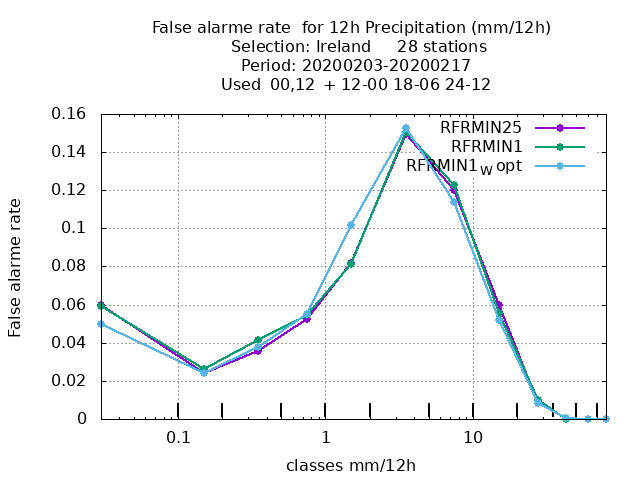 False alarme rate  for 12h Precipitation (mm/12h)
Selection: Ireland     28 stations
Period: 20200203-20200217
Used  00,12  + 12-00 18-06 24-12
RFRMIN25
RFRMIN1
RFRMIN1w opt
False alarme rate
0.16
0.14
0.12
0.1
0.08
0.06
0.04
0.02
0
0.1 1 10
classes mm/12h